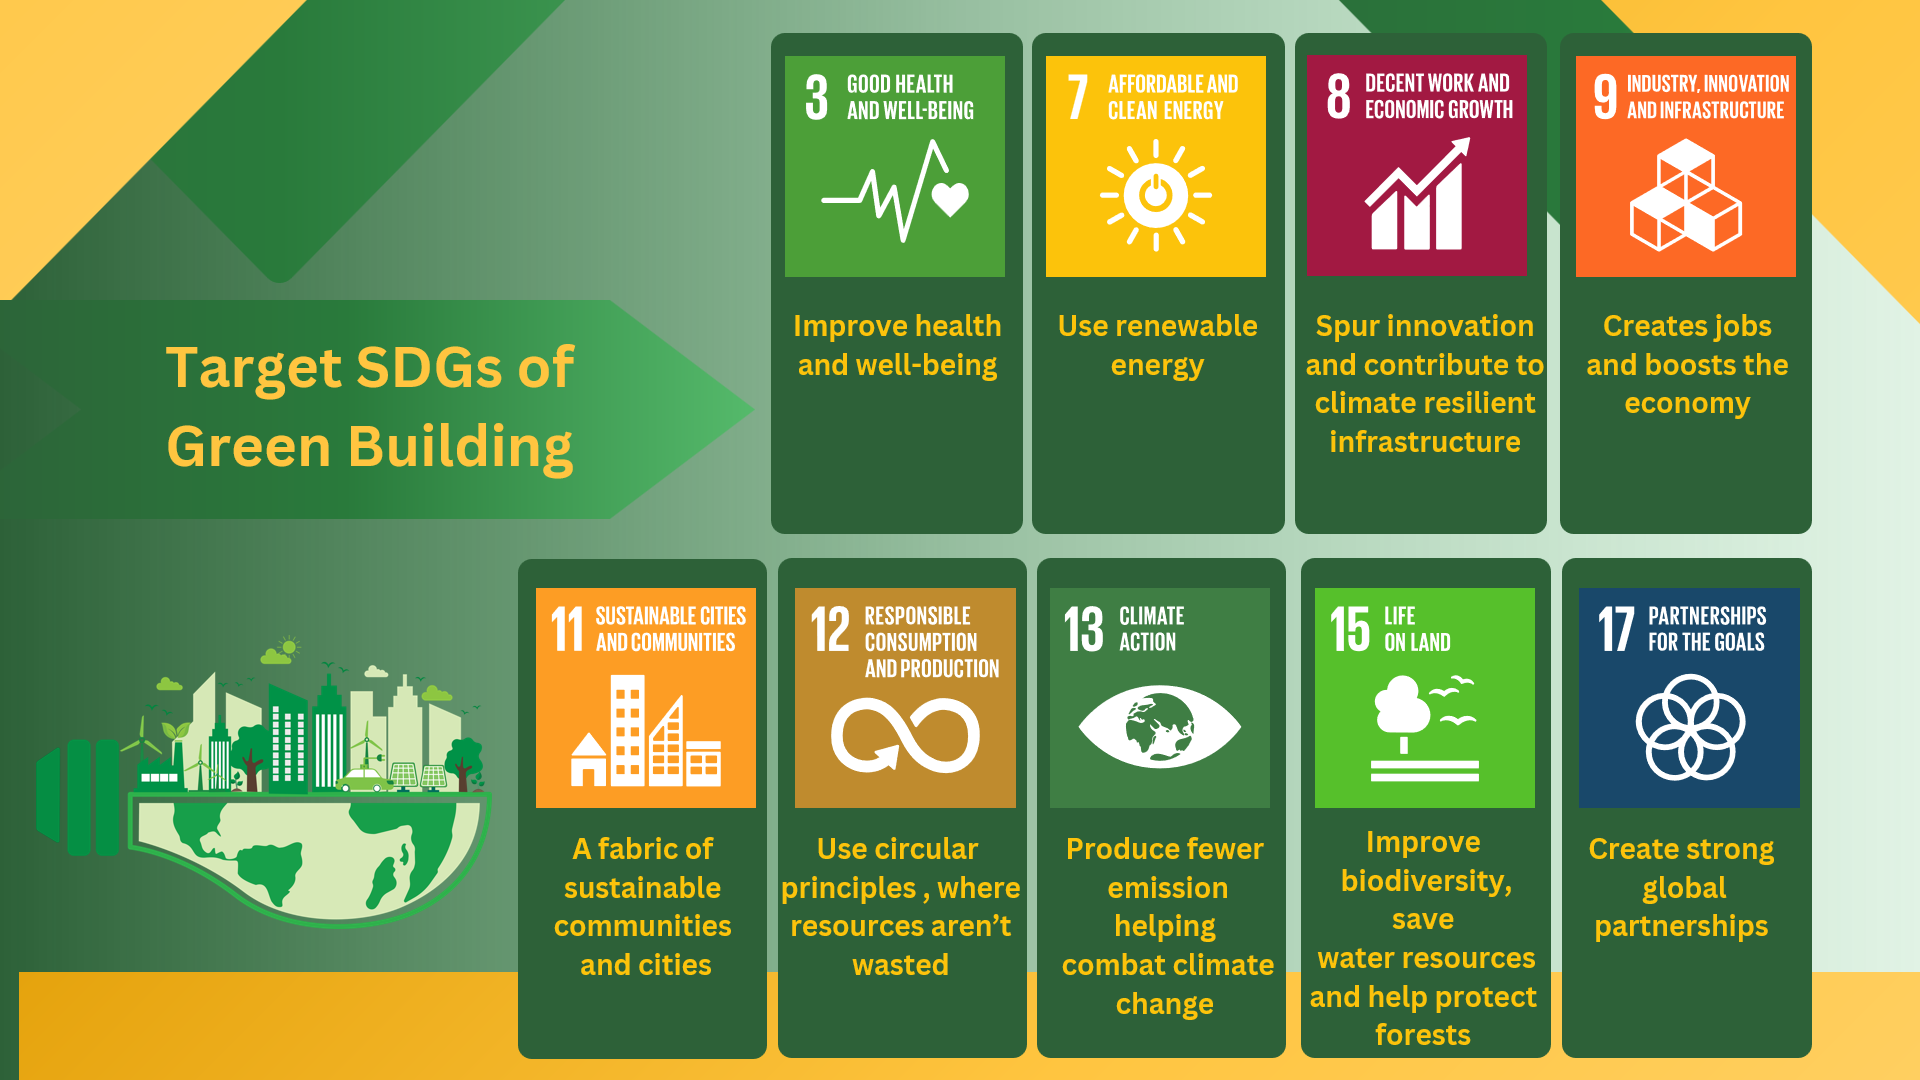 Target SDGs of
Green Building
3 GOOD HEALTH
AND WELL-BEING
Improve health
and well-being
7 AFFORDABLE AND
CLEAN ENERGY
Use renewable
energy
8 DECENT WORK AND
ECONOMIC GROWTH
Spur innovation
and contribute to
climate resilient
infrastructure
9 INDUSTRY, INNOVATION
AND INFRASTRUCTURE
Creates jobs
and boosts the
economy
11 SUSTAINABLE CITIES
AND COMMUNITIES
A fabric of
sustainable
communities
and cities
12 RESPONSIBLE
CONSUMPTION
AND PRODUCTION
Use circular
principles , where
resources aren’t
wasted
13 CLIMATE
ACTION
Produce fewer
emission
helping
combat climate
change
15 LIFE
ON LAND
Improve
biodiversity,
save
water resources
and help protect
forests
17 PARTNERSHIPS
FOR THE GOALS
Create strong
global
partnerships